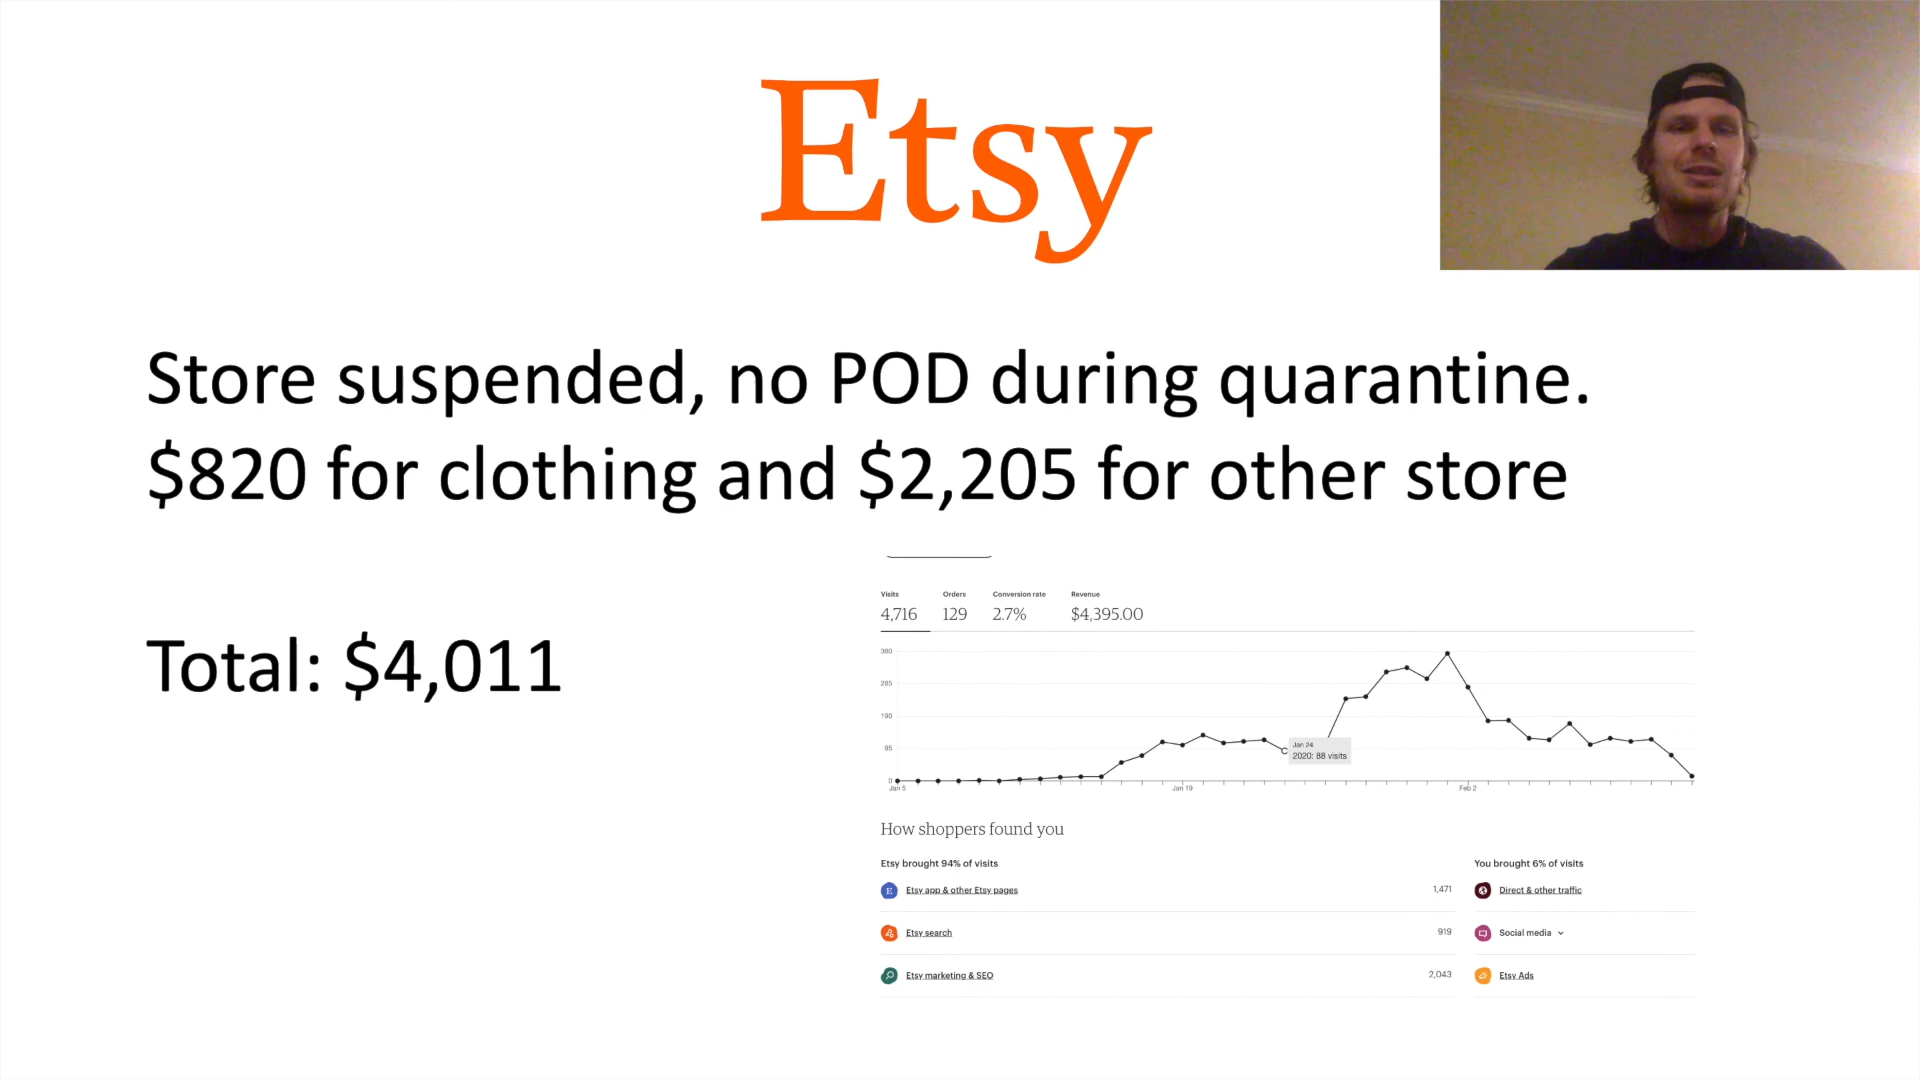 Etsy
Store suspended, no POD during quarantine.
$820 for clothing and $2,205 for other store
Total: $4,011
Visits Orders Conversion rate Revenue
4,716 129 2.7% $4,395.00
380
285
190
95
0
Jan 24
2020: 88 visits
Jan 5 Jan 19 Feb 2
How shoppers found you
Etsy brought 94% of visits
E Etsy app & other Etsy pages 1,471
Etsy search 919
Etsy marketing & SEO 2,043
You brought 6% of visits
Direct & other traffic
Social media
Etsy Ads